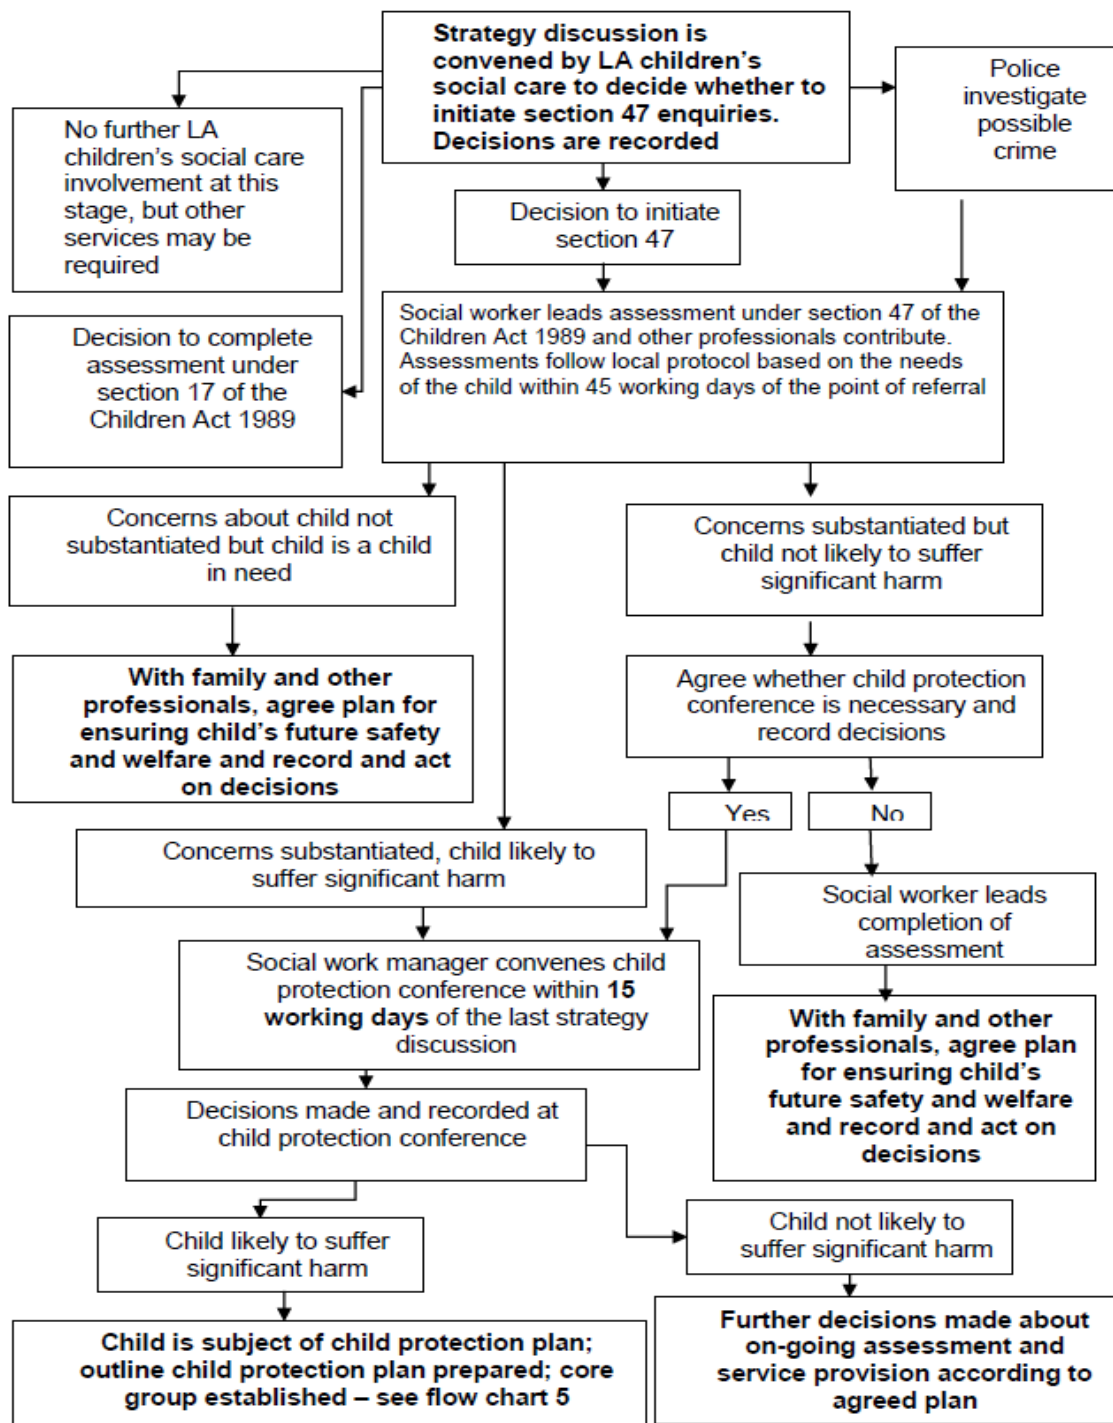 Strategy discussion is
convened by LA children's
social care to decide whether to
initiate section 47 enquiries.
Decisions are recorded
Police
investigate
possible
crime
No further LA
children's social care
involvement at this
stage, but other
services may be
required
Decision to initiate
section 47
Social worker leads assessment under section 47 of the
Children Act 1989 and other professionals contribute.
Assessments follow local protocol based on the needs
of the child within 45 working days of the point of referral
Decision to complete
assessment under
section 17 of the
Children Act 1989
Concerns about child not
substantiated but child is a child
in need
Concerns substantiated but
child not likely to suffer
significant harm
With family and other
professionals, agree plan for
ensuring child's future safety
and welfare and record and act
on decisions
Agree whether child protection
conference is necessary and
record decisions
Yes
No
Concerns substantiated, child likely to
suffer significant harm
Social worker leads
completion of
assessment
Social work manager convenes child
protection conference within 15
working days of the last strategy
discussion
With family and other
professionals, agree plan
for ensuring child's
future safety and welfare
and record and act on
decisions
Decisions made and recorded at
child protection conference
Child likely to suffer
significant harm
Child not likely to
suffer significant harm
Child is subject of child protection plan;
outline child protection plan prepared; core
group established – see flow chart 5
Further decisions made about
on-going assessment and
service provision according to
agreed plan